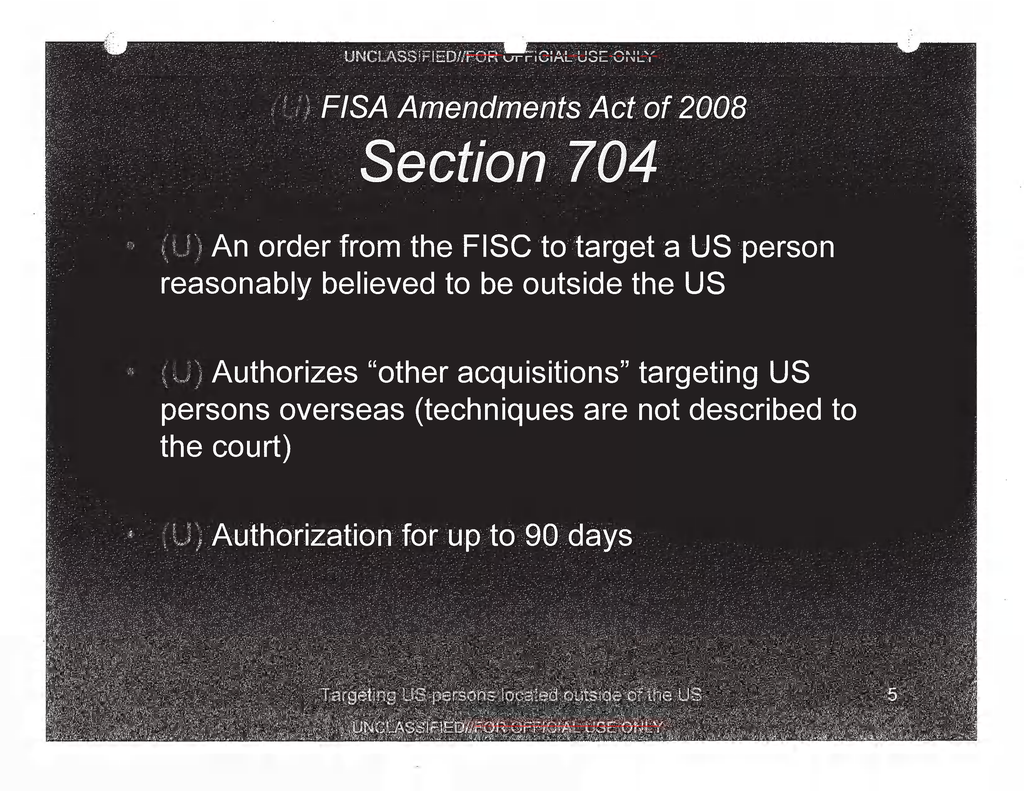 UNCLASSIFIED//FOR OFFICIAL USE ONLY
(U) FISA Amendments Act of 2008
Section 704
• (U) An order from the FISC to target a US person
reasonably believed to be outside the US
• (U) Authorizes “other acquisitions” targeting US
persons overseas (techniques are not described to
the court)
• (U) Authorization for up to 90 days
Targeting US persons located outside of the US 5
UNCLASSIFIED//FOR OFFICIAL USE ONLY